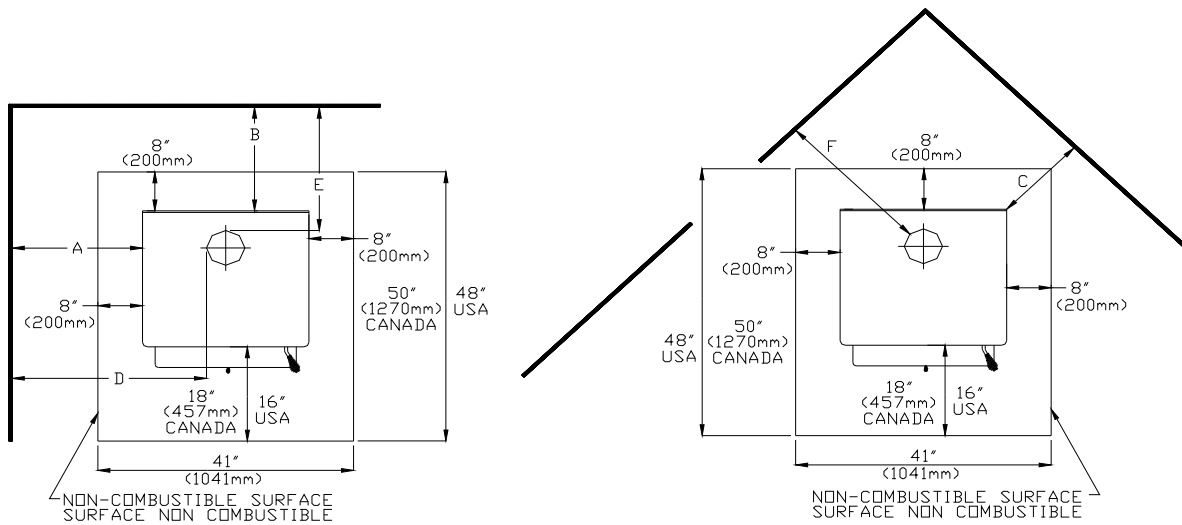 B
8"
(200mm)
E
A
8"
(200mm)
8"
(200mm)
50"
(1270mm)
CANADA
48"
USA
D
18"
(457mm)
CANADA
16"
USA
41"
(1041mm)
NON-COMBUSTIBLE SURFACE
SURFACE NON COMBUSTIBLE
F
8"
(200mm)
C
8"
(200mm)
8"
(200mm)
48"
USA
50"
(1270mm)
CANADA
18"
(457mm)
CANADA
16"
USA
41"
(1041mm)
NON-COMBUSTIBLE SURFACE
SURFACE NON COMBUSTIBLE